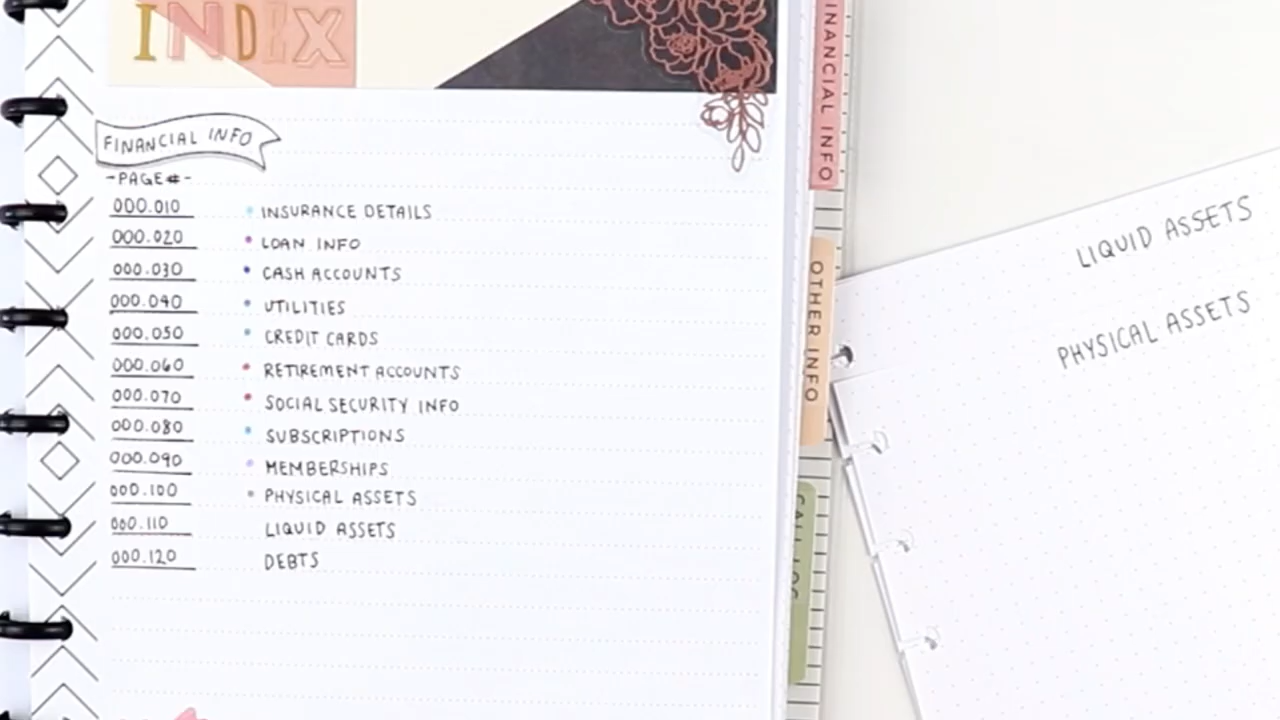 INDEX
FINANCIAL INFO
-PAGE#-
000.010 INSURANCE DETAILS
000.020 LOAN INFO
000.030 CASH ACCOUNTS
000.040 UTILITIES
000.050 CREDIT CARDS
000.060 RETIREMENT ACCOUNTS
000.070 SOCIAL SECURITY INFO
000.080 SUBSCRIPTIONS
000.090 MEMBERSHIPS
000.100 PHYSICAL ASSETS
000.110 LIQUID ASSETS
000.120 DEBTS
FINANCIAL INFO
OTHER INFO
CALL LOG
LIQUID ASSETS
PHYSICAL ASSETS